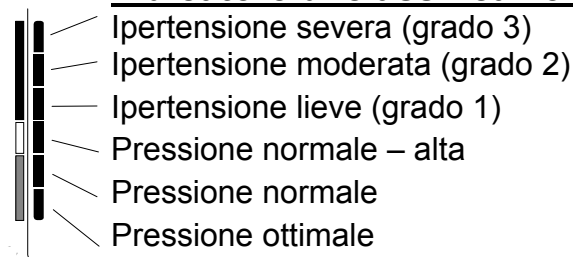 Ipertensione severa (grado 3)
Ipertensione moderata (grado 2)
Ipertensione lieve (grado 1)
Pressione normale – alta
Pressione normale
Pressione ottimale